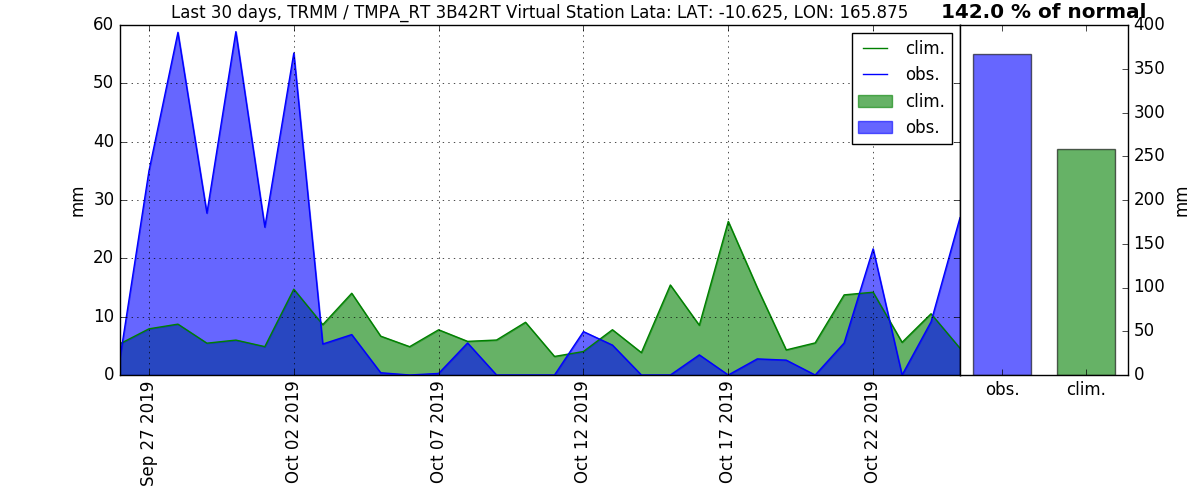 Last 30 days, TRMM / TMPA_RT 3B42RT Virtual Station Lata: LAT: -10.625, LON: 165.875
142.0 % of normal
60
50
40
30
20
10
0
mm
clim.
obs.
clim.
obs.
Sep 27 2019
Oct 02 2019
Oct 07 2019
Oct 12 2019
Oct 17 2019
Oct 22 2019
400
350
300
250
200
150
100
50
0
mm
obs.
clim.